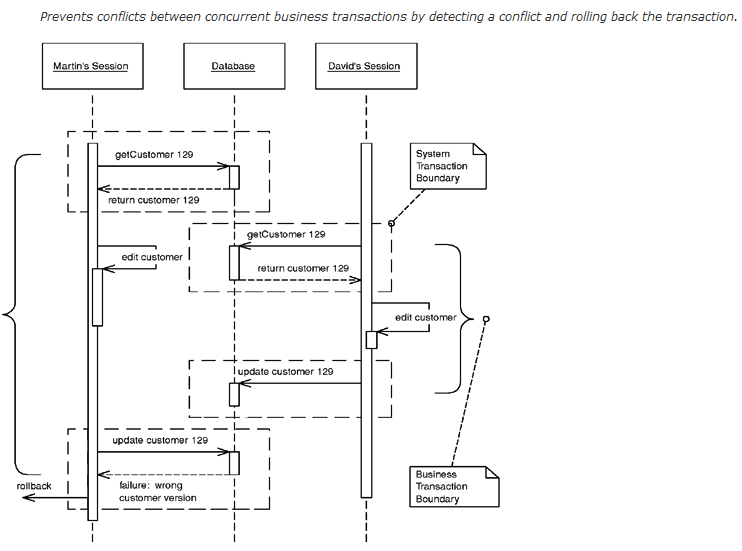 Prevents conflicts between concurrent business transactions by detecting a conflict and rolling back the transaction.
Martin's Session
Database
David's Session
getCustomer 129
return customer 129
System
Transaction
Boundary
getCustomer 129
edit customer
return customer 129
edit customer
update customer 129
update customer 129
rollback
failure: wrong
customer version
Business
Transaction
Boundary